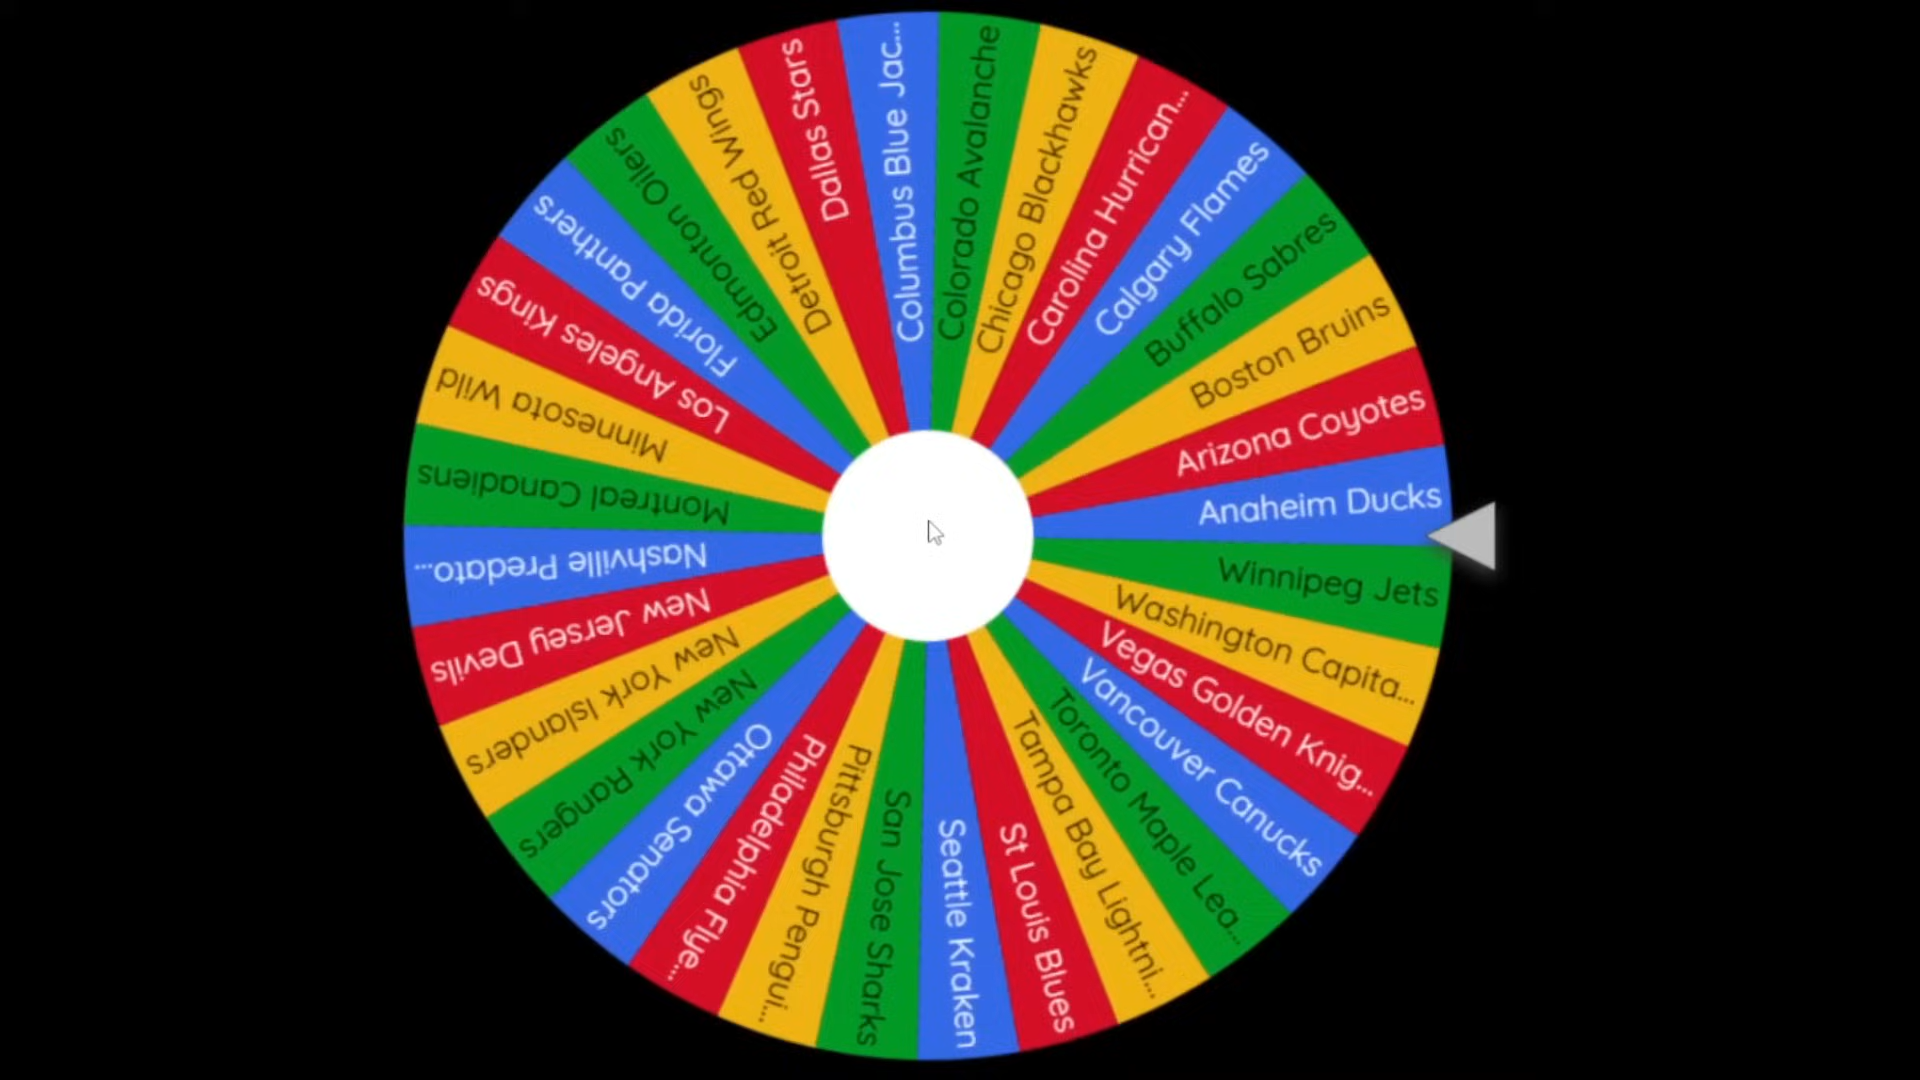 Anaheim Ducks
Arizona Coyotes
Boston Bruins
Buffalo Sabres
Calgary Flames
Carolina Hurrican...
Chicago Blackhawks
Colorado Avalanche
Columbus Blue Jac...
Dallas Stars
Detroit Red Wings
Edmonton Oilers
Florida Panthers
Los Angeles Kings
Minnesota Wild
Montreal Canadiens
Nashville Predato...
New Jersey Devils
New York Islanders
New York Rangers
Ottawa Senators
Philadelphia Flye...
Pittsburgh Pengui...
San Jose Sharks
Seattle Kraken
St Louis Blues
Tampa Bay Lightni...
Toronto Maple Lea...
Vancouver Canucks
Vegas Golden Knig...
Washington Capita...
Winnipeg Jets